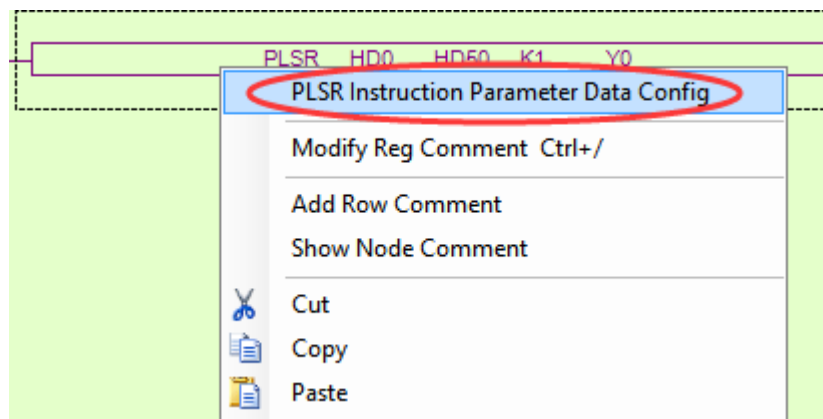 PLSR HD0 HD50 K1 Y0
PLSR Instruction Parameter Data Config
Modify Reg Comment Ctrl+/
Add Row Comment
Show Node Comment
Cut
Copy
Paste